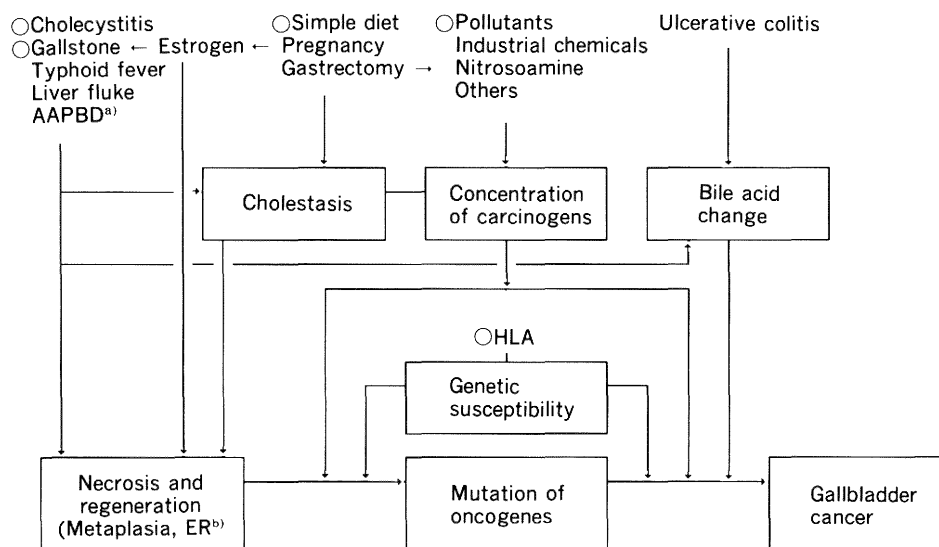 ○Cholecystitis
○Gallstone ← Estrogen ←
Typhoid fever
Liver fluke
AAPBDa)
○Simple diet
Pregnancy
Gastrectomy →
○Pollutants
Industrial chemicals
Nitrosoamine
Others
Ulcerative colitis
Cholestasis
Concentration
of carcinogens
Bile acid
change
○HLA
Genetic
susceptibility
Necrosis and
regeneration
(Metaplasia, ERb)
Mutation of
oncogenes
Gallbladder
cancer